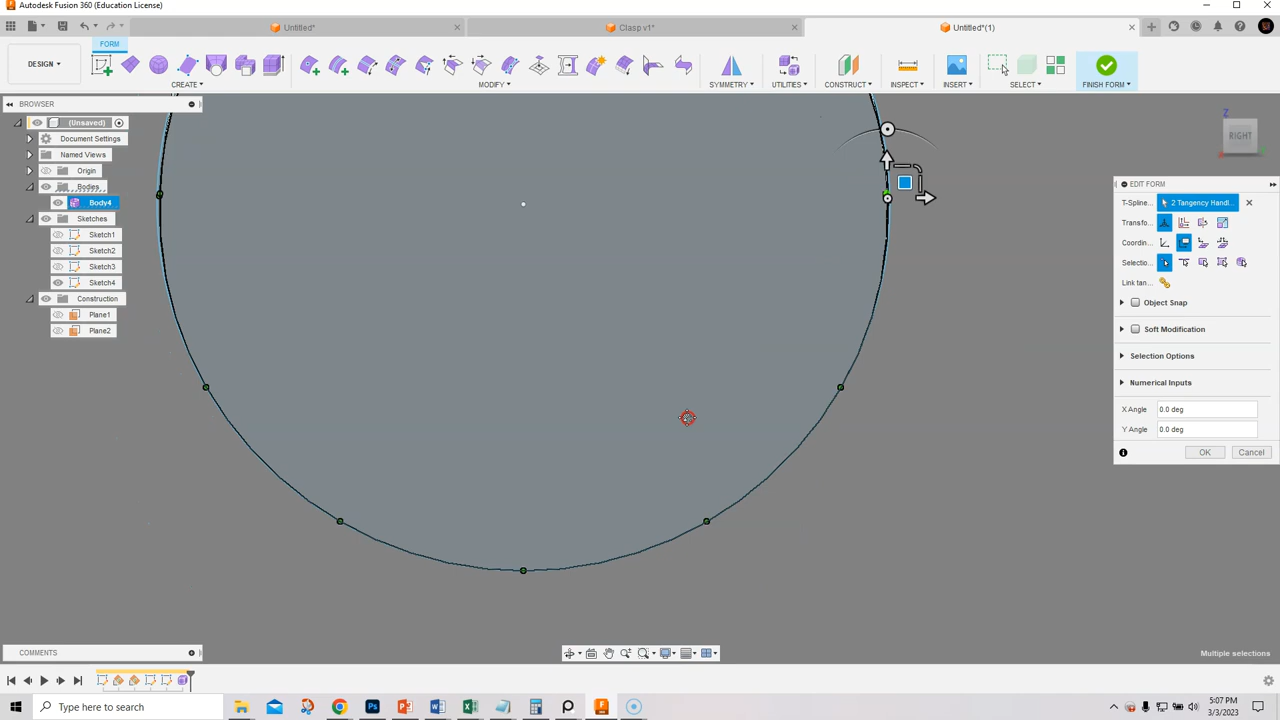 Autodesk Fusion 360 (Education License)
Untitled*
Clasp v1*
Untitled*(1)
FORM
DESIGN
CREATE
MODIFY
SYMMETRY
UTILITIES
CONSTRUCT
INSPECT
INSERT
SELECT
FINISH FORM
BROWSER
(Unsaved)
Document Settings
Named Views
Origin
Bodies
Body4
Sketches
Sketch1
Sketch2
Sketch3
Sketch4
Construction
Plane1
Plane2
Z
RIGHT
EDIT FORM
T-Spline... 2 Tangency Handl...
Transfo...
Coordin...
Selectio...
Link tan...
Object Snap
Soft Modification
Selection Options
Numerical Inputs
X Angle 0.0 deg
Y Angle 0.0 deg
OK Cancel
COMMENTS
Multiple selections
Type here to search
5:07 PM
3/3/2023